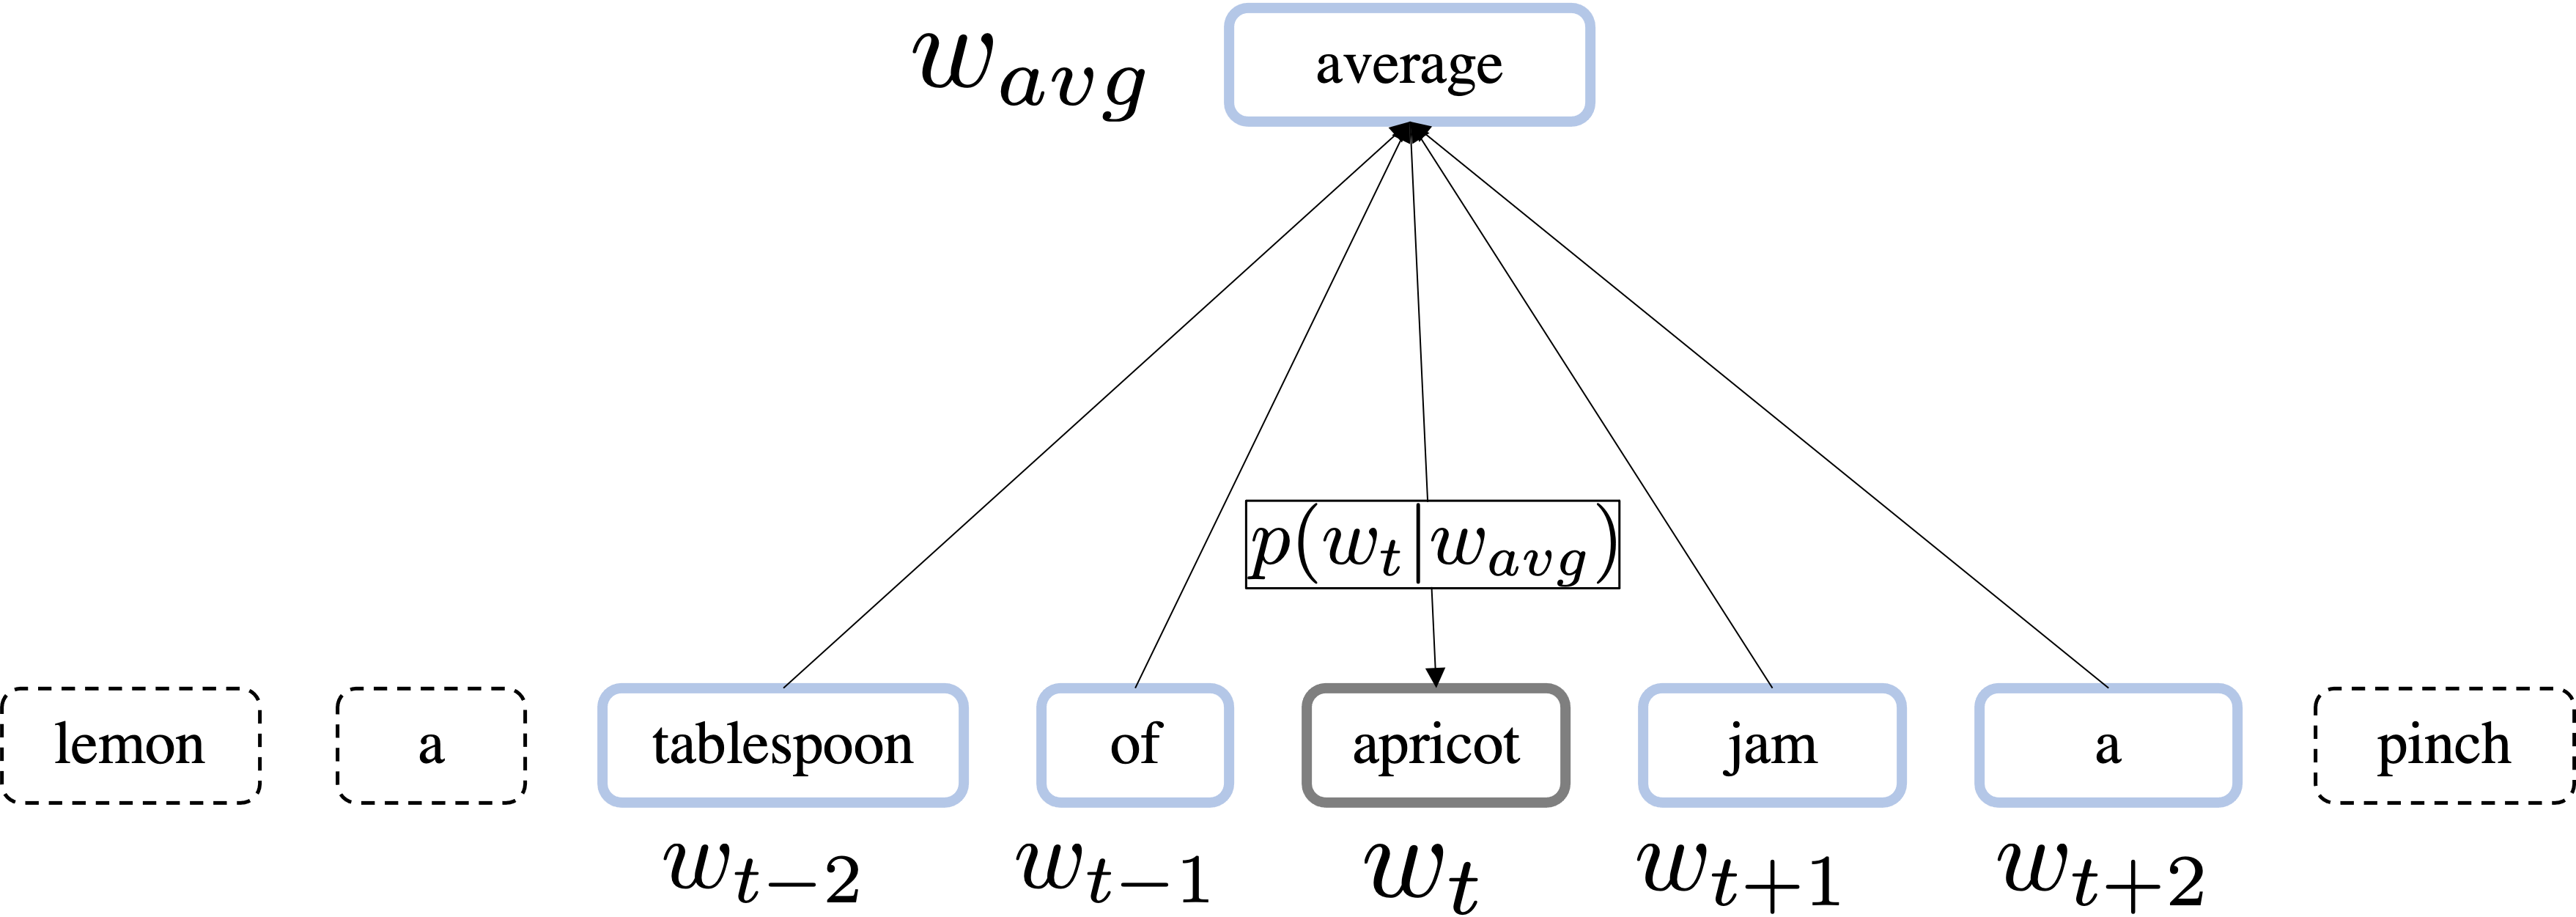 w_{avg} average
p(w_t|w_{avg})
lemon a tablespoon of apricot jam a pinch
w_{t-2} w_{t-1} w_t w_{t+1} w_{t+2}